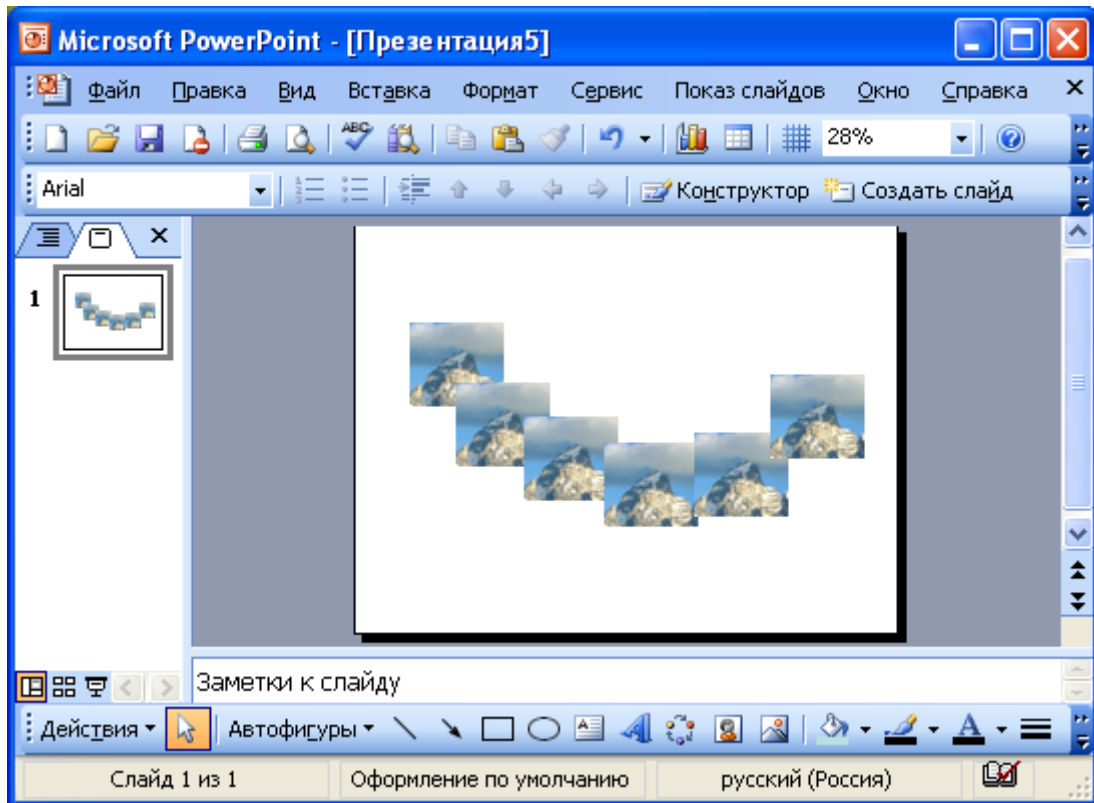 Microsoft PowerPoint - [Презентация5]
Файл Правка Вид Вставка Формат Сервис Показ слайдов Окно Справка
ABC 28%
Arial Конструктор Создать слайд
1
Заметки к слайду
Действия Автофигуры
Слайд 1 из 1 Оформление по умолчанию русский (Россия)